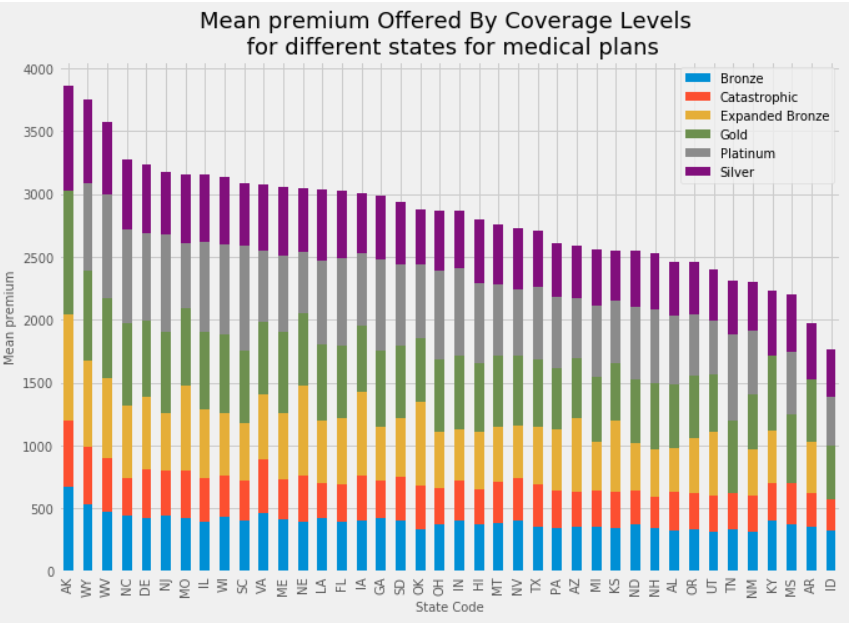 Mean premium Offered By Coverage Levels
for different states for medical plans
Bronze
Catastrophic
Expanded Bronze
Gold
Platinum
Silver
Mean premium
4000
3500
3000
2500
2000
1500
1000
500
0
AK WY WV NC DE NJ MO IL WI SC VA ME NE LA FL IA GA SD OK OH IN HI MT NV TX PA AZ MI KS ND NH AL OR UT TN NM KY MS AR ID
State Code